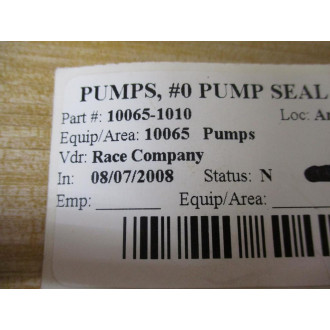 PUMPS, #0 PUMP SEAL
Part #: 10065-1010 Loc:
Equip/Area: 10065 Pumps
Vdr: Race Company
In: 08/07/2008 Status: N
Emp: Equip/Area: